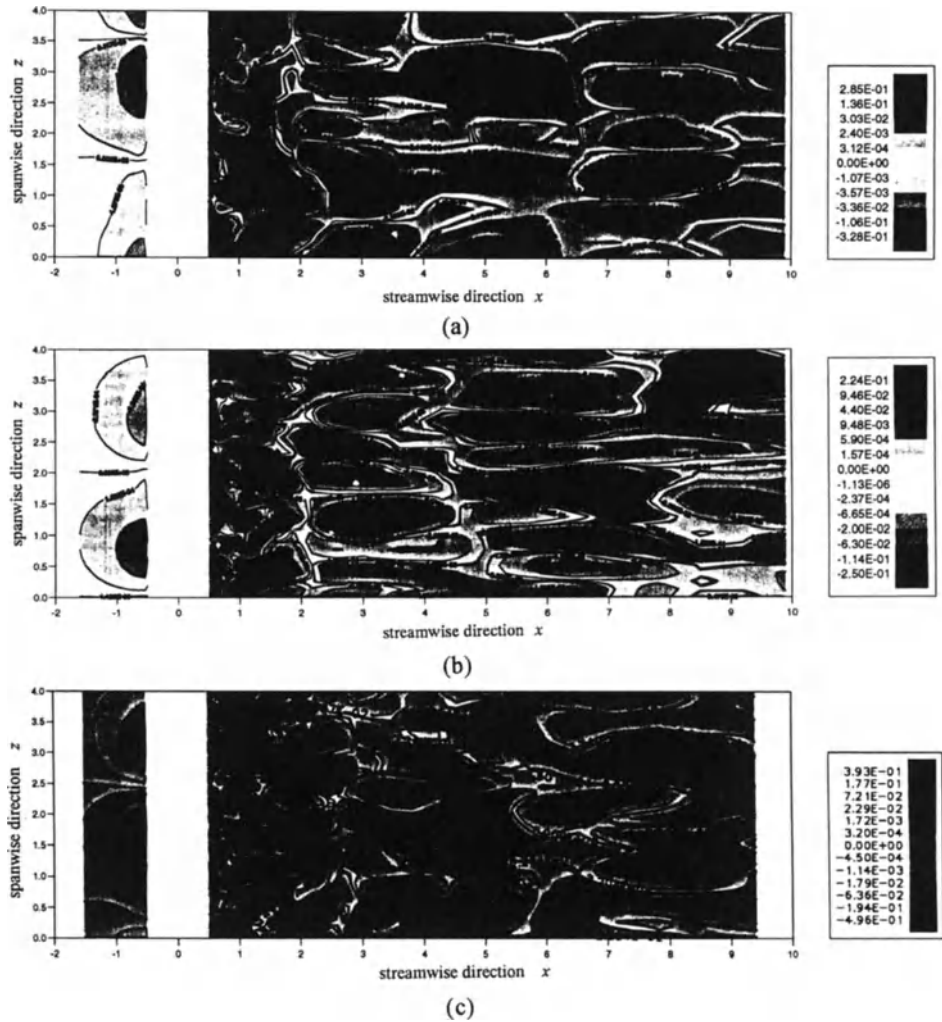 spanwise direction z
4.0
3.5
3.0
2.5
2.0
1.5
1.0
0.5
0.0
-2 -1 0 1 2 3 4 5 6 7 8 9 10
streamwise direction x
2.85E-01
1.36E-01
3.03E-02
2.40E-03
3.12E-04
0.00E+00
-1.07E-03
-3.57E-03
-3.36E-02
-1.06E-01
-3.28E-01
(a)
spanwise direction z
4.0
3.5
3.0
2.5
2.0
1.5
1.0
0.5
0.0
-2 -1 0 1 2 3 4 5 6 7 8 9 10
streamwise direction x
2.24E-01
9.46E-02
4.40E-02
9.48E-03
5.90E-04
1.57E-04
0.00E+00
-1.13E-06
-2.37E-04
-6.65E-04
-2.00E-02
-6.30E-02
-1.14E-01
-2.50E-01
(b)
spanwise direction z
4.0
3.5
3.0
2.5
2.0
1.5
1.0
0.5
0.0
-2 -1 0 1 2 3 4 5 6 7 8 9 10
streamwise direction x
3.93E-01
1.77E-01
7.21E-02
2.29E-02
1.72E-03
3.20E-04
0.00E+00
-4.50E-04
-1.14E-03
-1.79E-02
-6.36E-02
-1.94E-01
-4.96E-01
(c)